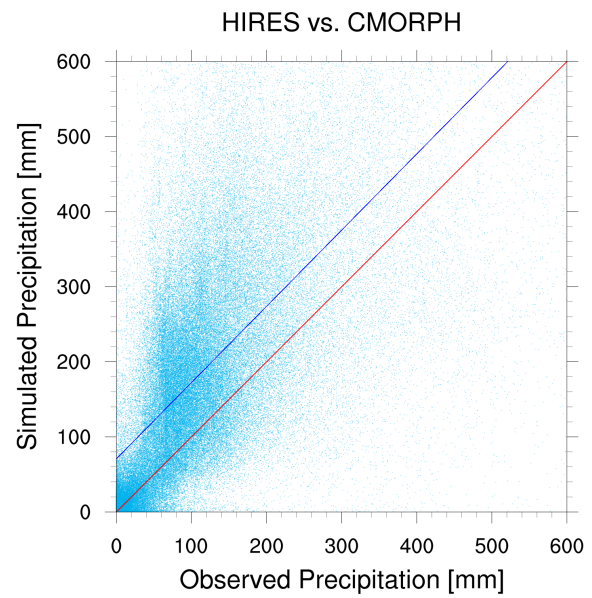 HIRES vs. CMORPH
600
500
400
300
200
100
0
Simulated Precipitation [mm]
0 100 200 300 400 500 600
Observed Precipitation [mm]